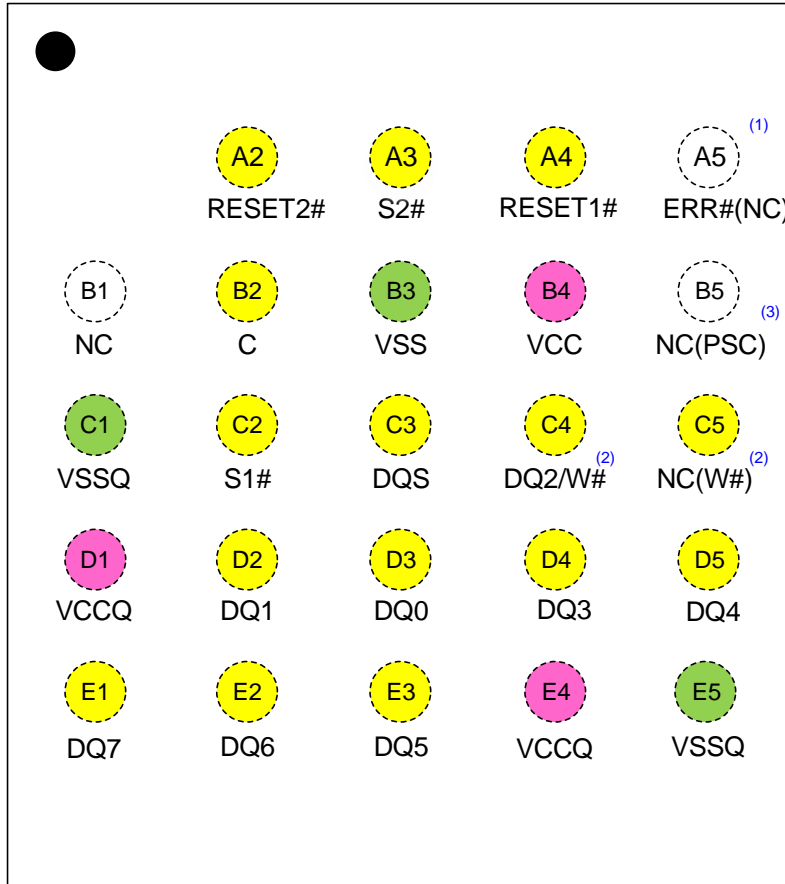 (1)
A2 A3 A4 A5
RESET2# S2# RESET1# ERR#(NC)
B1 B2 B3 B4 B5
(3)
NC C VSS VCC NC(PSC)
C1 C2 C3 C4 C5
(2) (2)
VSSQ S1# DQS DQ2/W# NC(W#)
D1 D2 D3 D4 D5
VCCQ DQ1 DQ0 DQ3 DQ4
E1 E2 E3 E4 E5
DQ7 DQ6 DQ5 VCCQ VSSQ